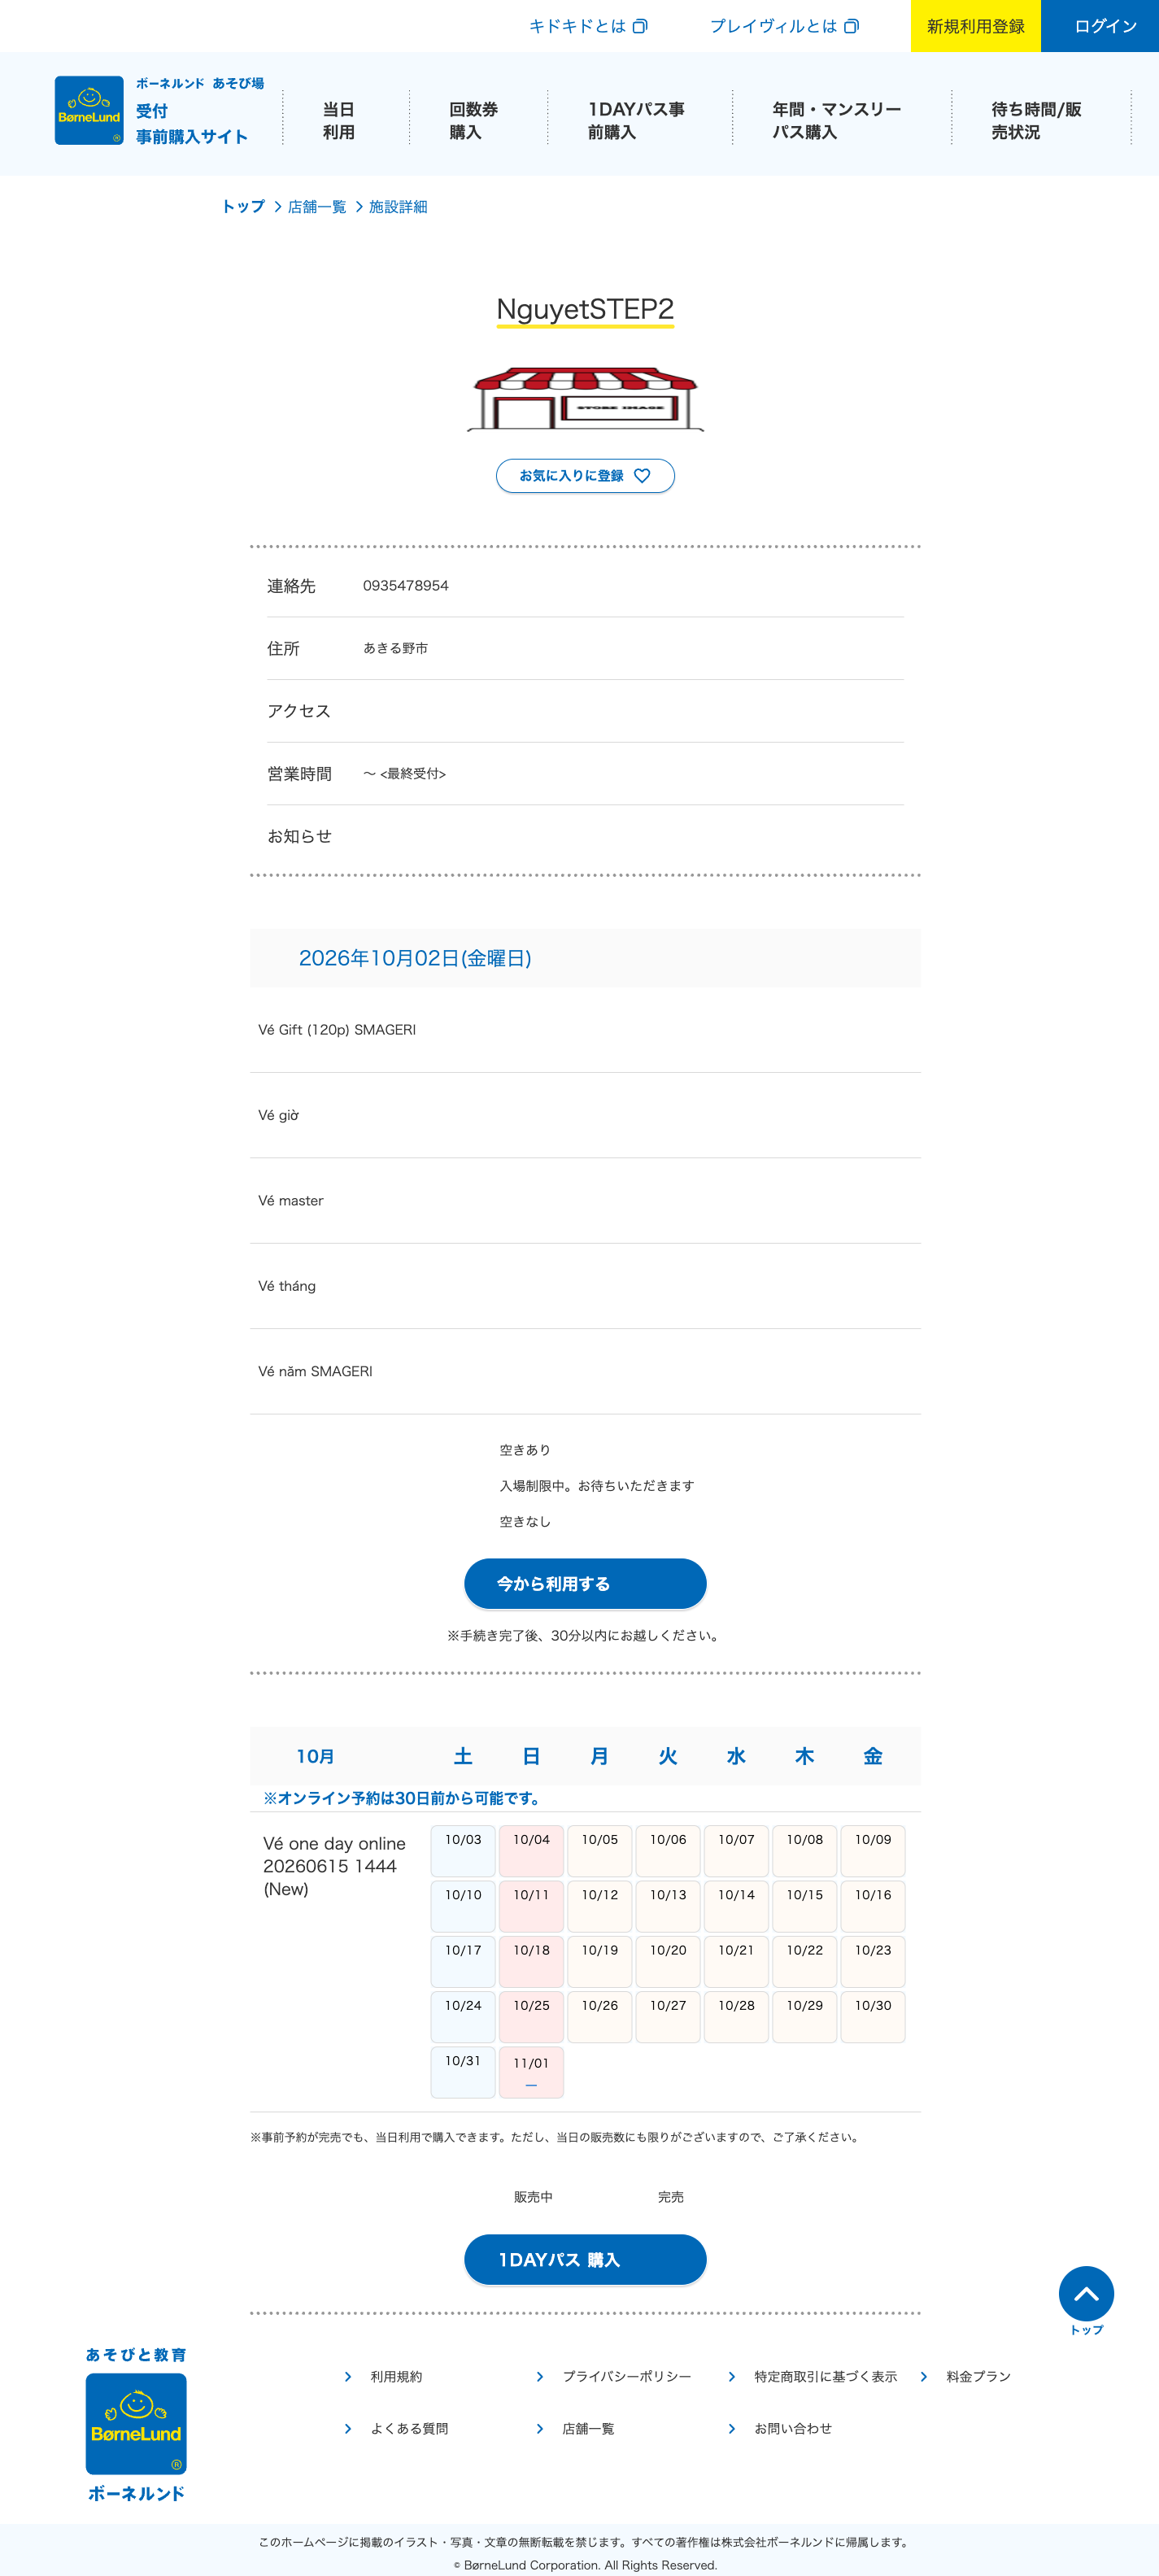 キドキドとは
プレイヴィルとは
新規利用登録
ログイン
BørneLund
®
ボーネルンド あそび場
受付
事前購入サイト
当日
利用
回数券
購入
1DAYパス事
前購入
年間・マンスリー
パス購入
待ち時間/販
売状況
トップ
店舗一覧
施設詳細
NguyetSTEP2
STORE IMAGE
お気に入りに登録
連絡先 0935478954
住所 あきる野市
アクセス
営業時間 〜 <最終受付>
お知らせ
2026年10月02日(金曜日)
Vé Gift (120p) SMAGERI
Vé giờ
Vé master
Vé tháng
Vé năm SMAGERI
空きあり
入場制限中。お待ちいただきます
空きなし
今から利用する
※手続き完了後、30分以内にお越しください。
10月 土 日 月 火 水 木 金
※オンライン予約は30日前から可能です。
Vé one day online
20260615 1444
(New)
10/03 10/04 10/05 10/06 10/07 10/08 10/09
10/10 10/11 10/12 10/13 10/14 10/15 10/16
10/17 10/18 10/19 10/20 10/21 10/22 10/23
10/24 10/25 10/26 10/27 10/28 10/29 10/30
10/31 11/01
—
※事前予約が完売でも、当日利用で購入できます。ただし、当日の販売数にも限りがございますので、ご了承ください。
販売中 完売
1DAYパス 購入
トップ
あそびと教育
BørneLund
®
ボーネルンド
利用規約
プライバシーポリシー
特定商取引に基づく表示
料金プラン
よくある質問
店舗一覧
お問い合わせ
このホームページに掲載のイラスト・写真・文章の無断転載を禁じます。すべての著作権は株式会社ボーネルンドに帰属します。
© BørneLund Corporation. All Rights Reserved.